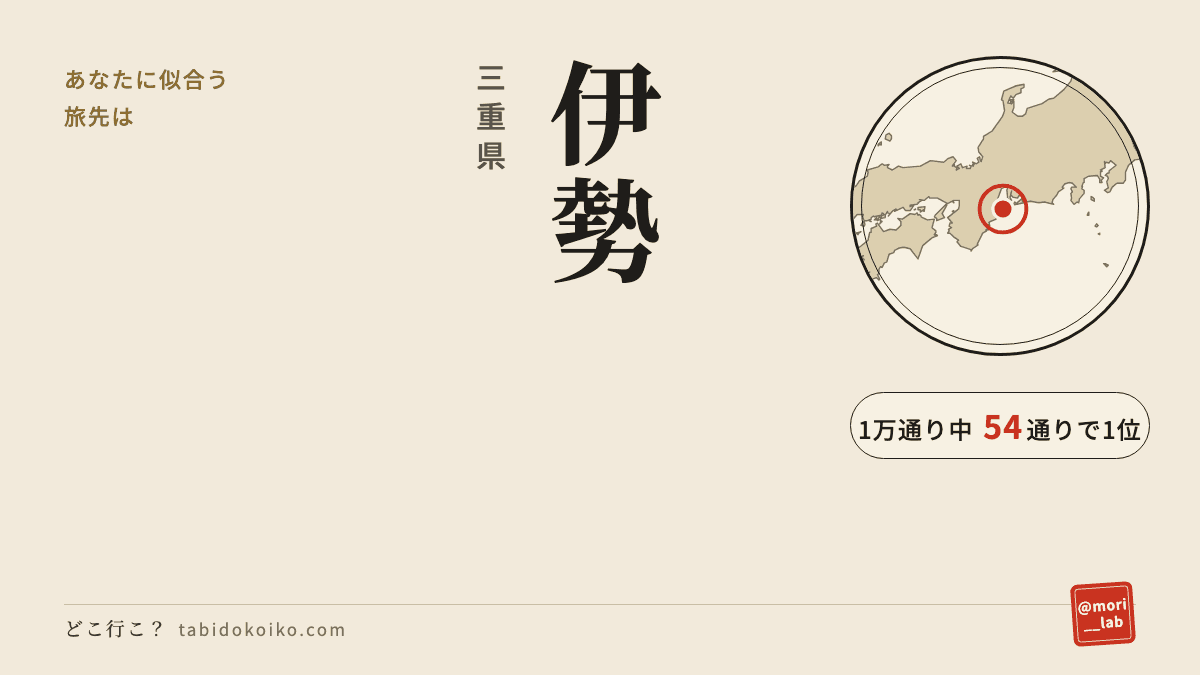 あなたに似合う
旅先は
伊勢
三重県
1万通り中 54通りで1位
どこ行こ？ tabidokoiko.com
@mori
__lab